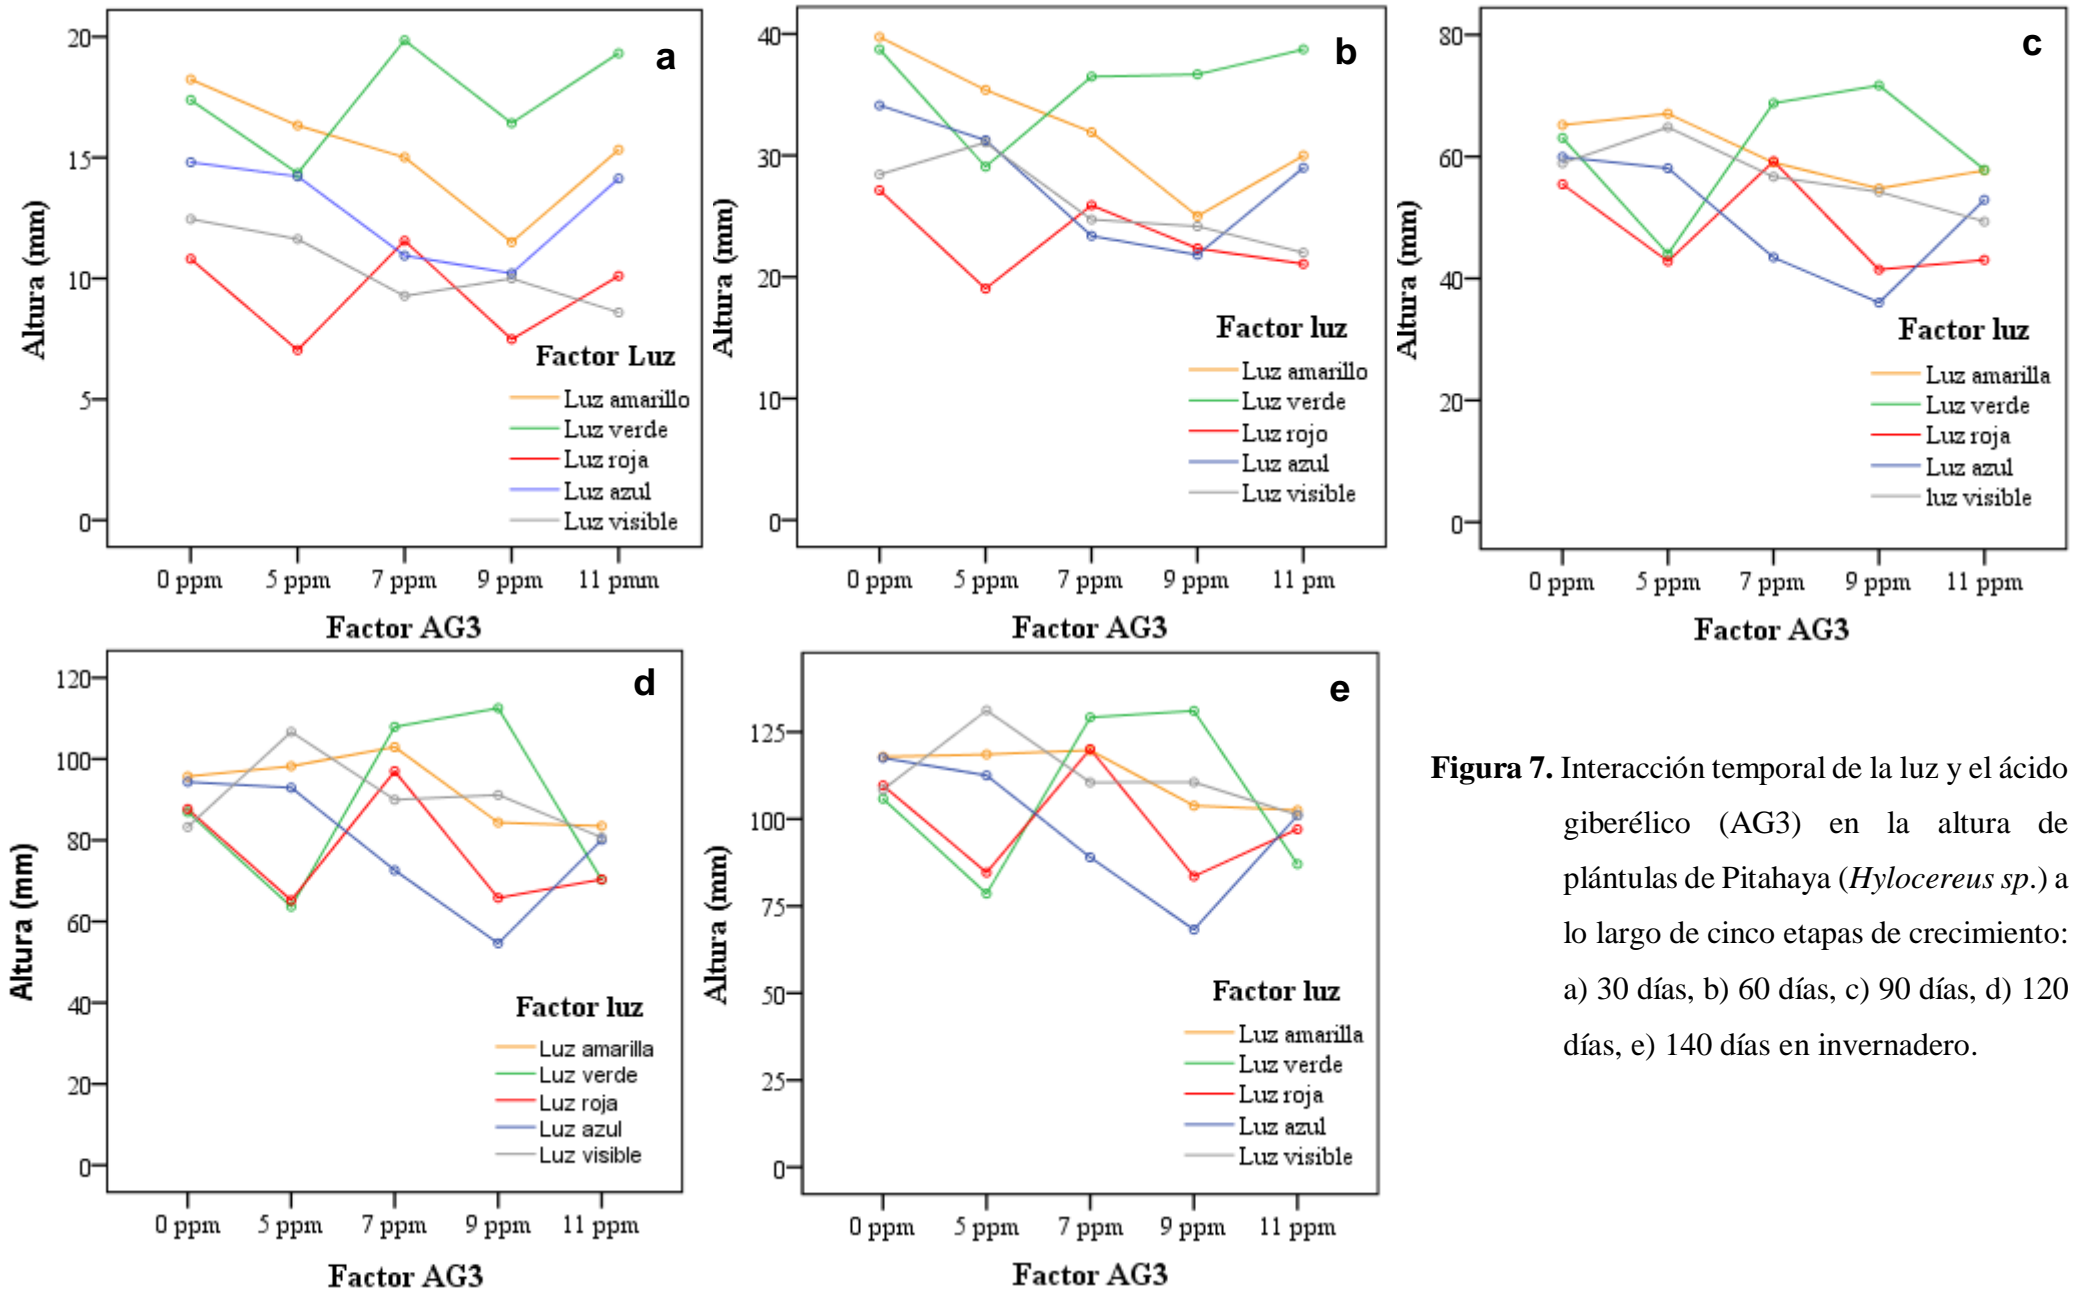 a
20
15
10
5
0
Altura (mm)
Factor Luz
Luz amarillo
Luz verde
Luz roja
Luz azul
Luz visible
0 ppm 5 ppm 7 ppm 9 ppm 11 pmm
Factor AG3
b
40
30
20
10
0
Altura (mm)
Factor luz
Luz amarillo
Luz verde
Luz rojo
Luz azul
Luz visible
0 ppm 5 ppm 7 ppm 9 ppm 11 pm
Factor AG3
c
80
60
40
20
0
Altura (mm)
Factor luz
Luz amarilla
Luz verde
Luz roja
Luz azul
luz visible
0 ppm 5 ppm 7 ppm 9 ppm 11 ppm
Factor AG3
d
120
100
80
60
40
20
0
Altura (mm)
Factor luz
Luz amarilla
Luz verde
Luz roja
Luz azul
Luz visible
0 ppm 5 ppm 7 ppm 9 ppm 11 ppm
Factor AG3
e
125
100
75
50
25
0
Altura (mm)
Factor luz
Luz amarilla
Luz verde
Luz roja
Luz azul
Luz visible
0 ppm 5 ppm 7 ppm 9 ppm 11 ppm
Factor AG3
Figura 7. Interacción temporal de la luz y el ácido
giberélico (AG3) en la altura de
plántulas de Pitahaya (Hylocereus sp.) a
lo largo de cinco etapas de crecimiento:
a) 30 días, b) 60 días, c) 90 días, d) 120
días, e) 140 días en invernadero.